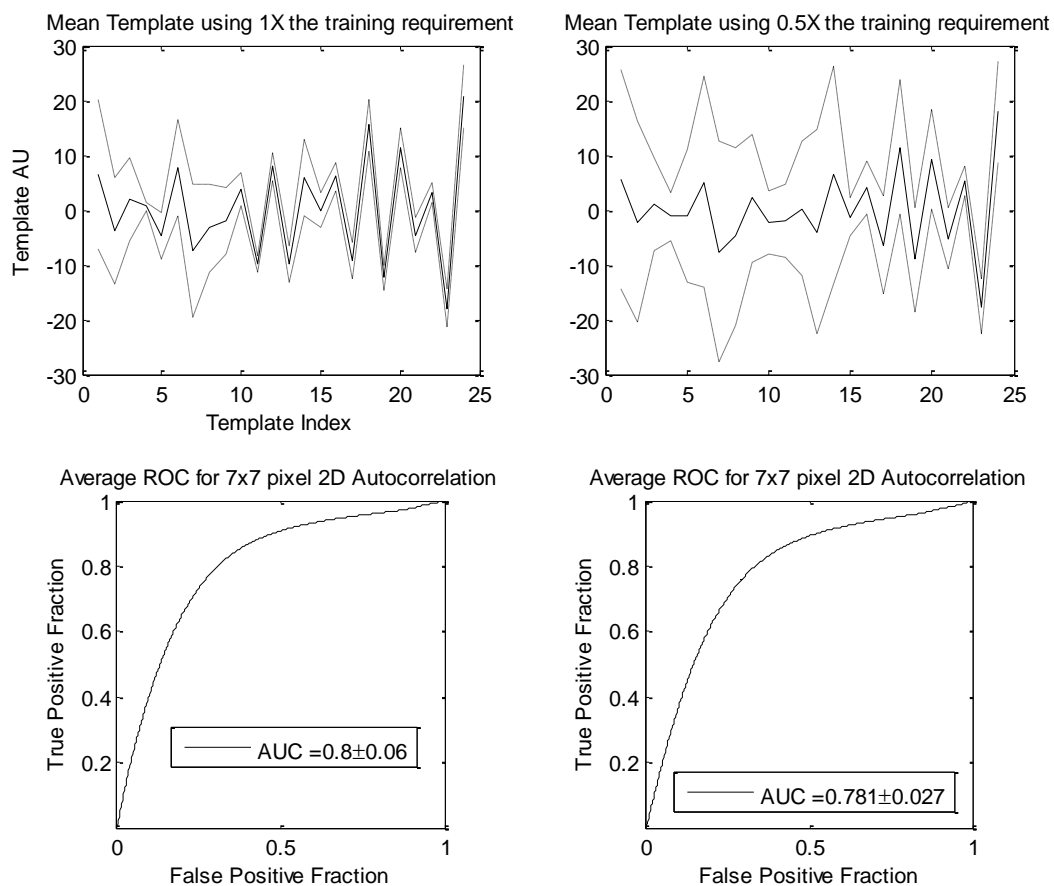 Mean Template using 1X the training requirement
30
20
10
0
-10
-20
-30
Template AU
0 5 10 15 20 25
Template Index
Mean Template using 0.5X the training requirement
30
20
10
0
-10
-20
-30
0 5 10 15 20 25
Average ROC for 7x7 pixel 2D Autocorrelation
1
0.8
0.6
0.4
0.2
True Positive Fraction
AUC =0.8±0.06
0 0.5 1
False Positive Fraction
Average ROC for 7x7 pixel 2D Autocorrelation
1
0.8
0.6
0.4
0.2
True Positive Fraction
AUC =0.781±0.027
0 0.5 1
False Positive Fraction